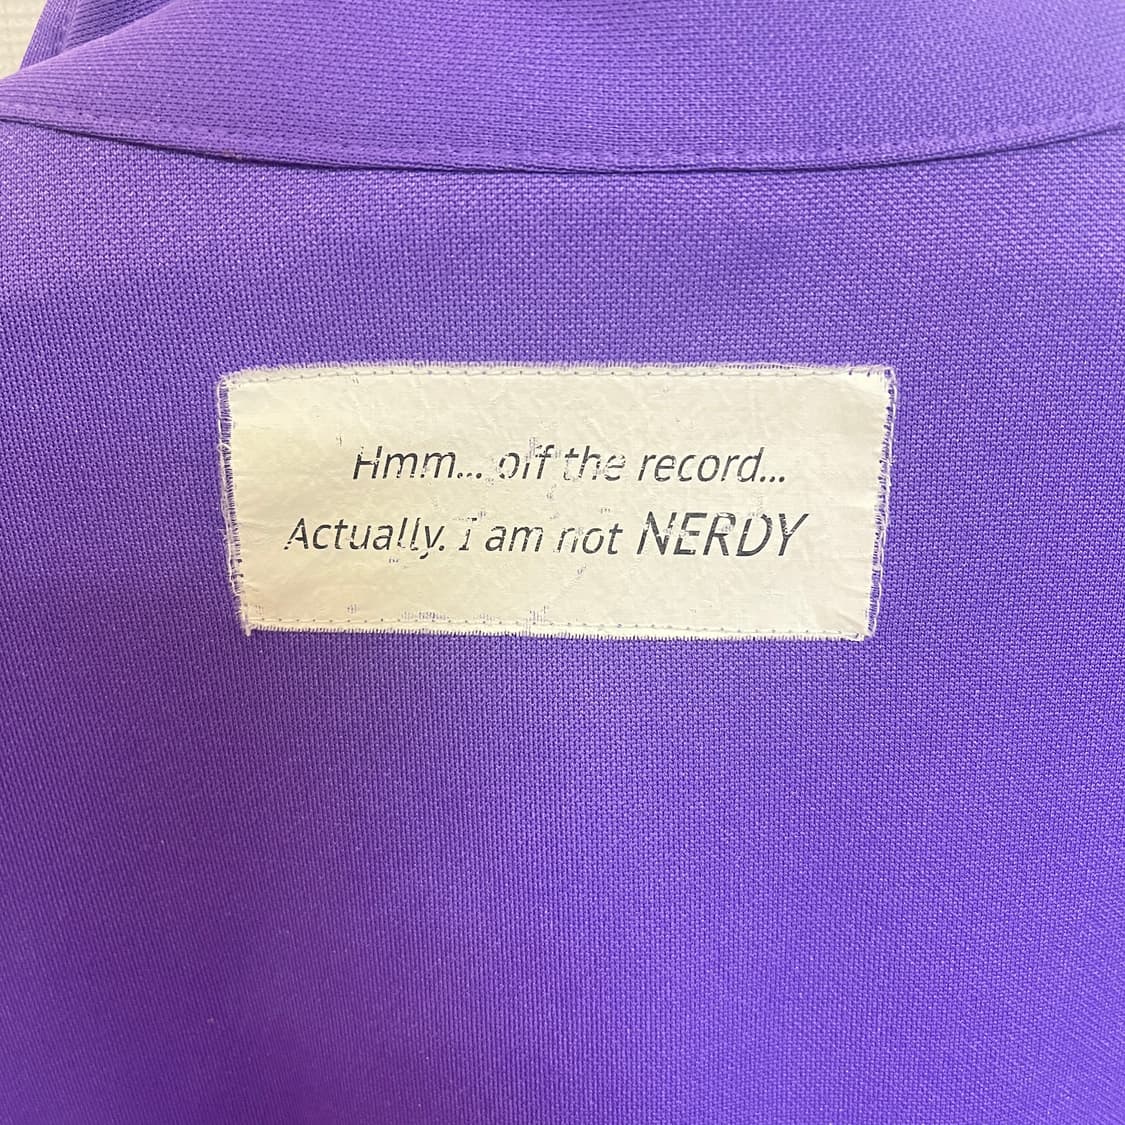 Hmm... off the record...
Actually. I am not NERDY